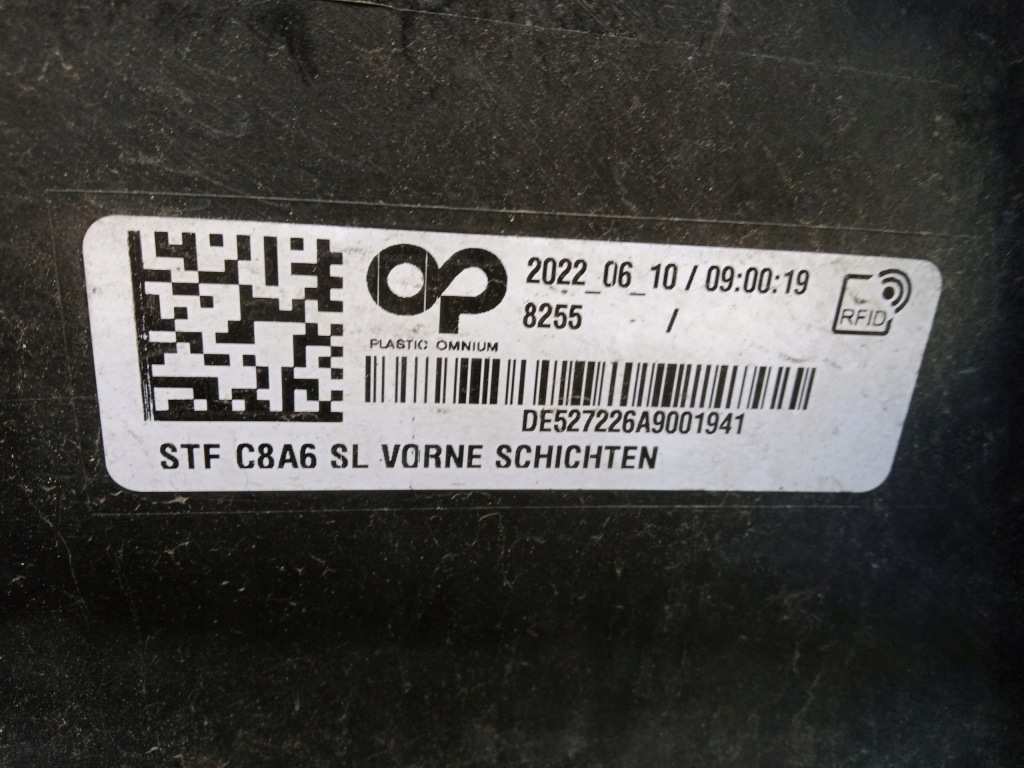 2022_06_10 / 09:00:19
8255 /
RFID
PLASTIC OMNIUM
DE527226A9001941
STF C8A6 SL VORNE SCHICHTEN